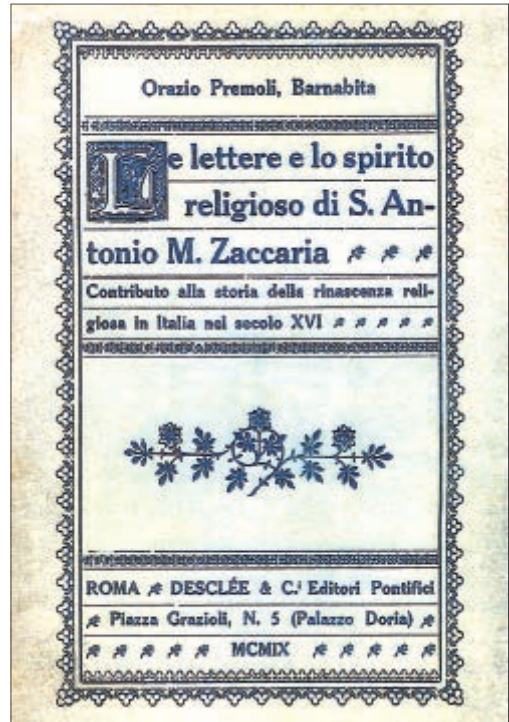 Orazio Premoli, Barnabita
Le lettere e lo spirito
religioso di S. An-
tonio M. Zaccaria
Contributo alla storia della rinascenza reli-
giosa in Italia nel secolo XVI
ROMA DESCLÉE & C.i Editori Pontifici
Piazza Grazioli, N. 5 (Palazzo Doria)
MCMIX